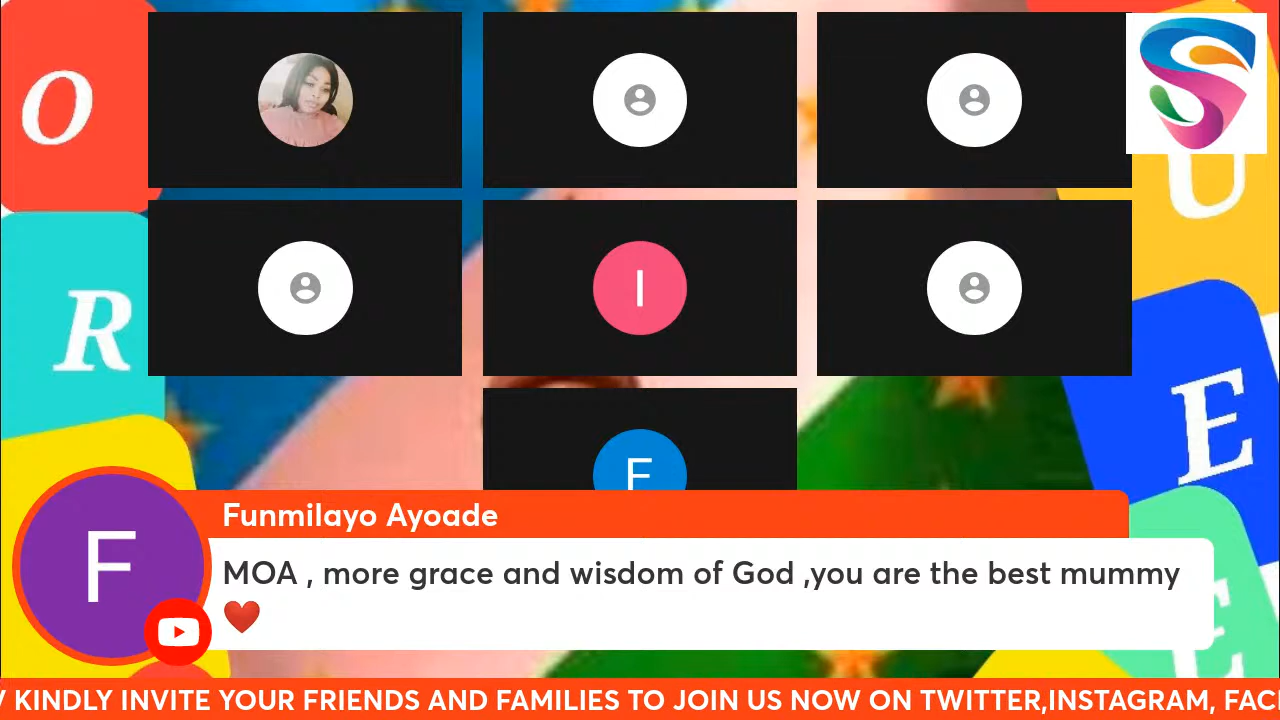 O
U
R
I
E
F
Funmilayo Ayoade
MOA , more grace and wisdom of God ,you are the best mummy
❤️
E
KINDLY INVITE YOUR FRIENDS AND FAMILIES TO JOIN US NOW ON TWITTER,INSTAGRAM,